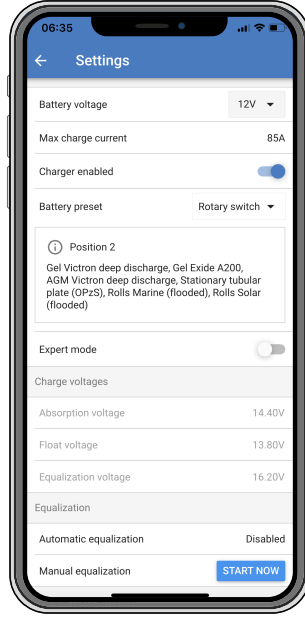 06:35
Settings
Battery voltage 12V
Max charge current 85A
Charger enabled
Battery preset Rotary switch
Position 2
Gel Victron deep discharge, Gel Exide A200,
AGM Victron deep discharge, Stationary tubular
plate (OPzS), Rolls Marine (flooded), Rolls Solar
(flooded)
Expert mode
Charge voltages
Absorption voltage 14.40V
Float voltage 13.80V
Equalization voltage 16.20V
Equalization
Automatic equalization Disabled
Manual equalization START NOW